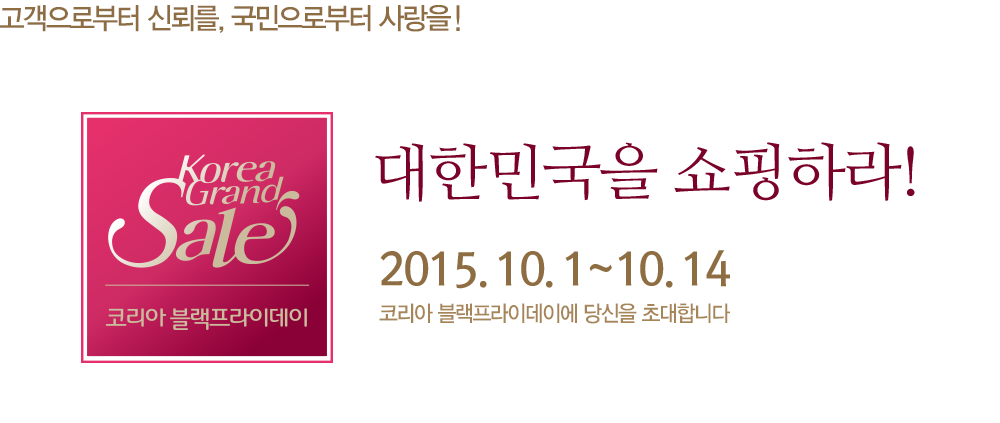 고객으로부터 신뢰를, 국민으로부터 사랑을!
Korea
Grand
Sale
코리아 블랙프라이데이
대한민국을 쇼핑하라!
2015. 10. 1~10. 14
코리아 블랙프라이데이에 당신을 초대합니다